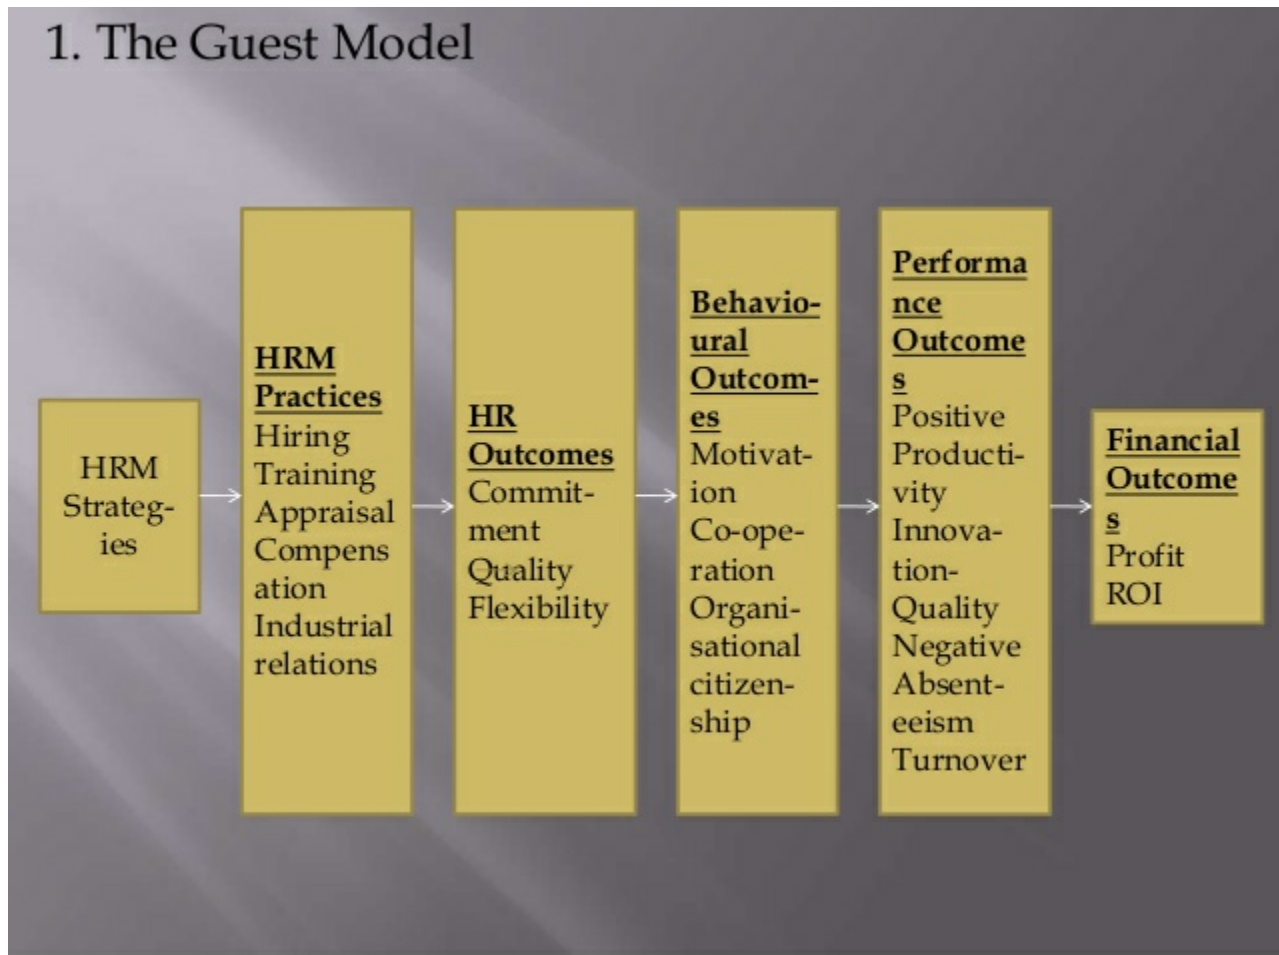 1. The Guest Model
HRM
Strateg-
ies
HRM
Practices
Hiring
Training
Appraisal
Compens
ation
Industrial
relations
HR
Outcomes
Commit-
ment
Quality
Flexibility
Behavio-
ural
Outcom-
es
Motivat-
ion
Co-ope-
ration
Organi-
sational
citizen-
ship
Performa
nce
Outcome
s
Positive
Producti-
vity
Innova-
tion-
Quality
Negative
Absent-
eeism
Turnover
Financial
Outcome
s
Profit
ROI